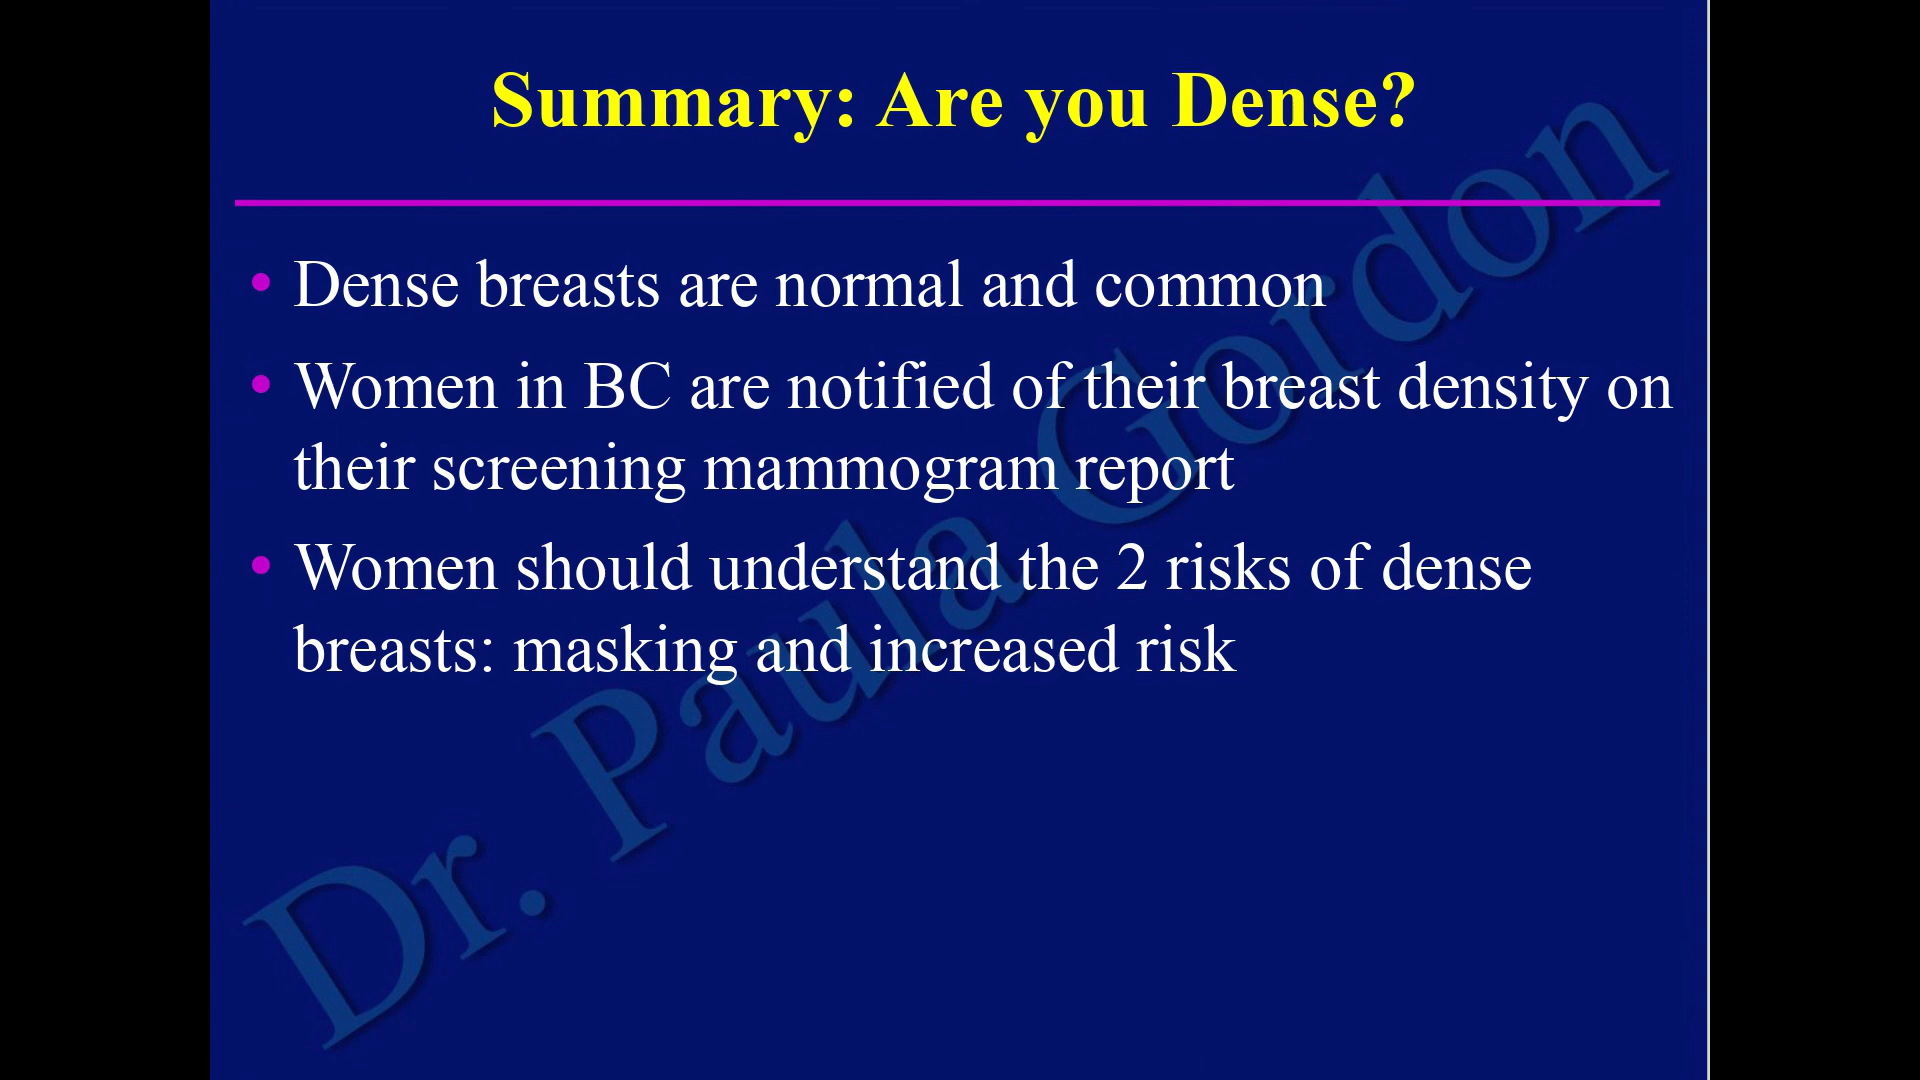 Summary: Are you Dense?
• Dense breasts are normal and common
• Women in BC are notified of their breast density on
their screening mammogram report
• Women should understand the 2 risks of dense
breasts: masking and increased risk
Dr. Paula Gordon